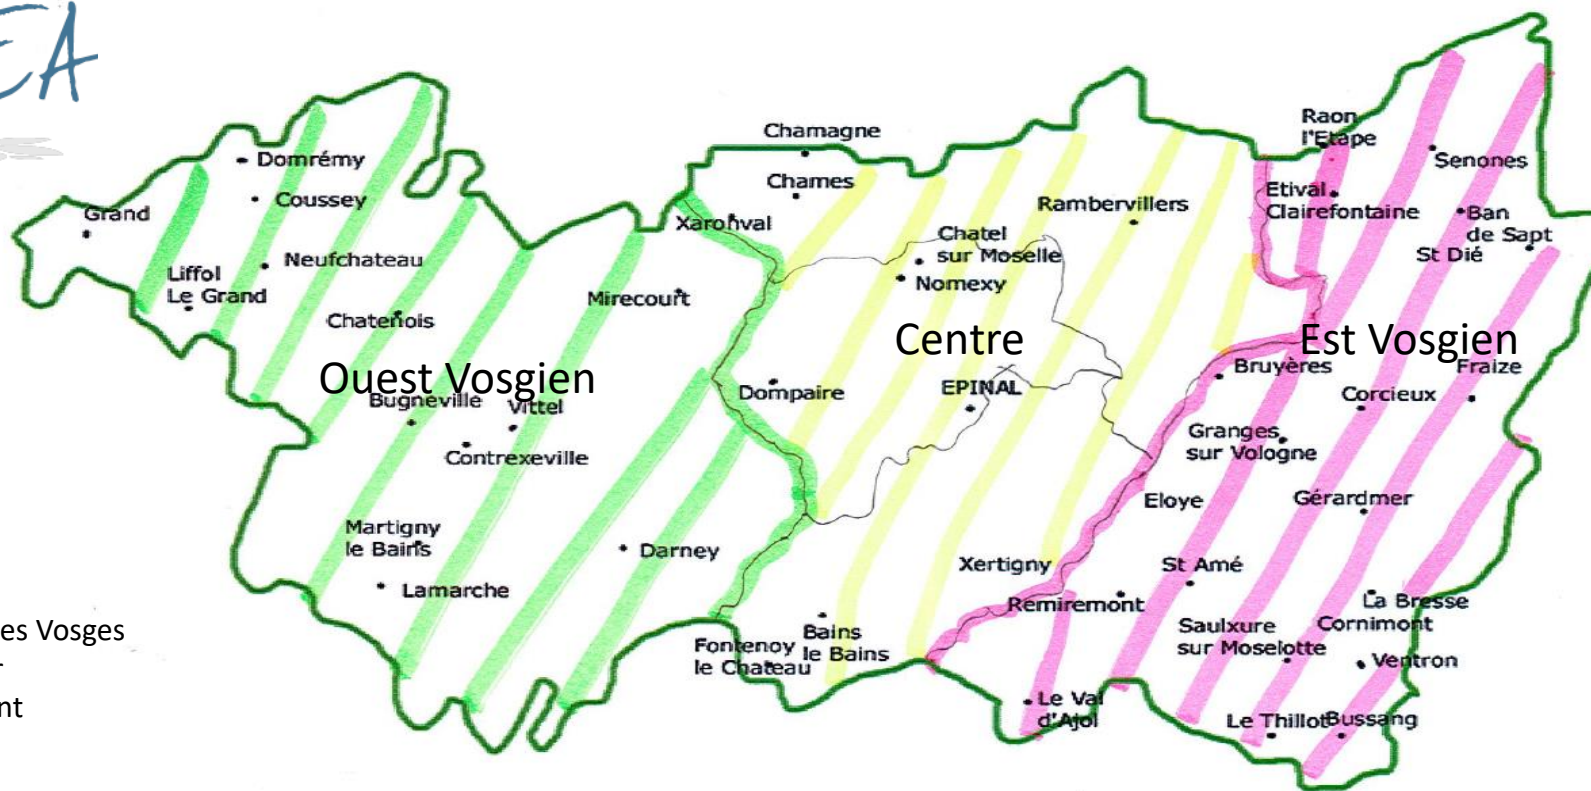 EA
Chamagne
Raon
l'Etape
Domrémy
Senones
Chames
Etival
Clairefontaine
Coussey
Rambervillers
Grand
Xaronval
Ban
de Sapt
Chatel
sur Moselle
St Dié
Neufchateau
Liffol
Le Grand
Nomexy
Mirecourt
Chatenois
Centre
Est Vosgien
Ouest Vosgien
Bruyères
Fraize
Dompaire
EPINAL
Corcieux
Bugnéville
Vittel
Granges
sur Vologne
Contrexeville
Eloye
Gérardmer
Martigny
le Bains
Darney
Xertigny
St Amé
Lamarche
Remiremont
La Bresse
Cornimont
es Vosges
Saulxure
sur Moselotte
Fontenoy
le Chateau
Bains
le Bains
Ventron
nt
Le Val
d'Ajol
Le Thillot
Bussang